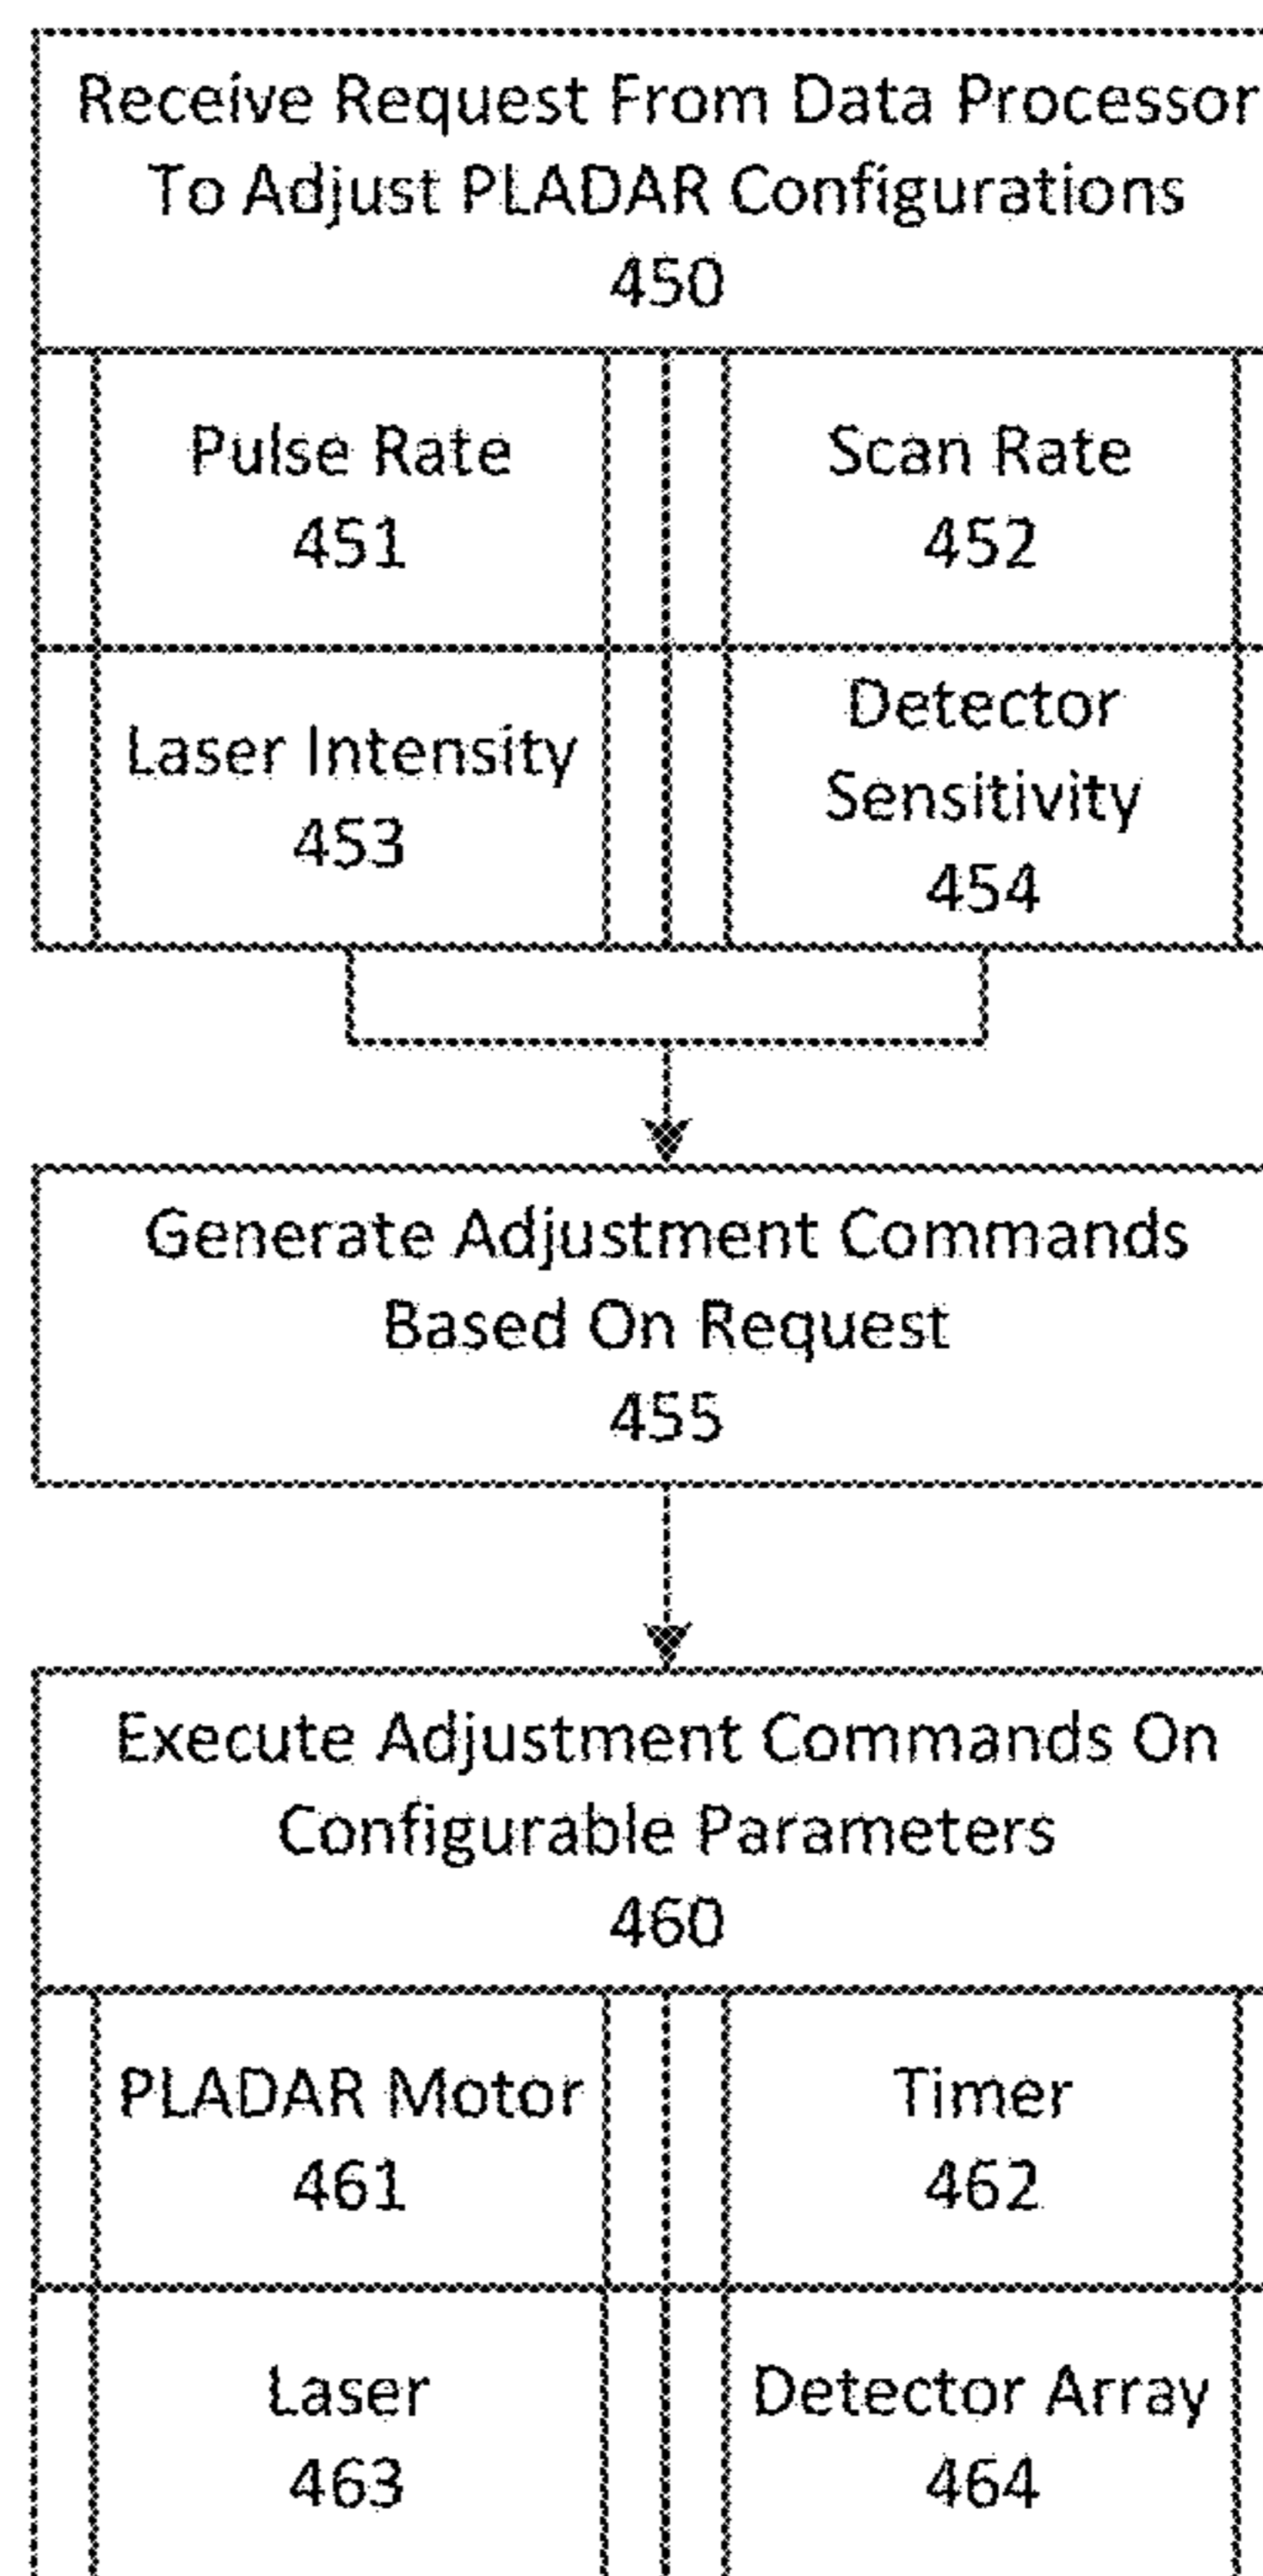 Receive Request From Data Processor
To Adjust PLADAR Configurations
450
Pulse Rate
451
Scan Rate
452
Laser Intensity
453
Detector
Sensitivity
454
Generate Adjustment Commands
Based On Request
455
Execute Adjustment Commands On
Configurable Parameters
460
PLADAR Motor
461
Timer
462
Laser
463
Detector Array
464